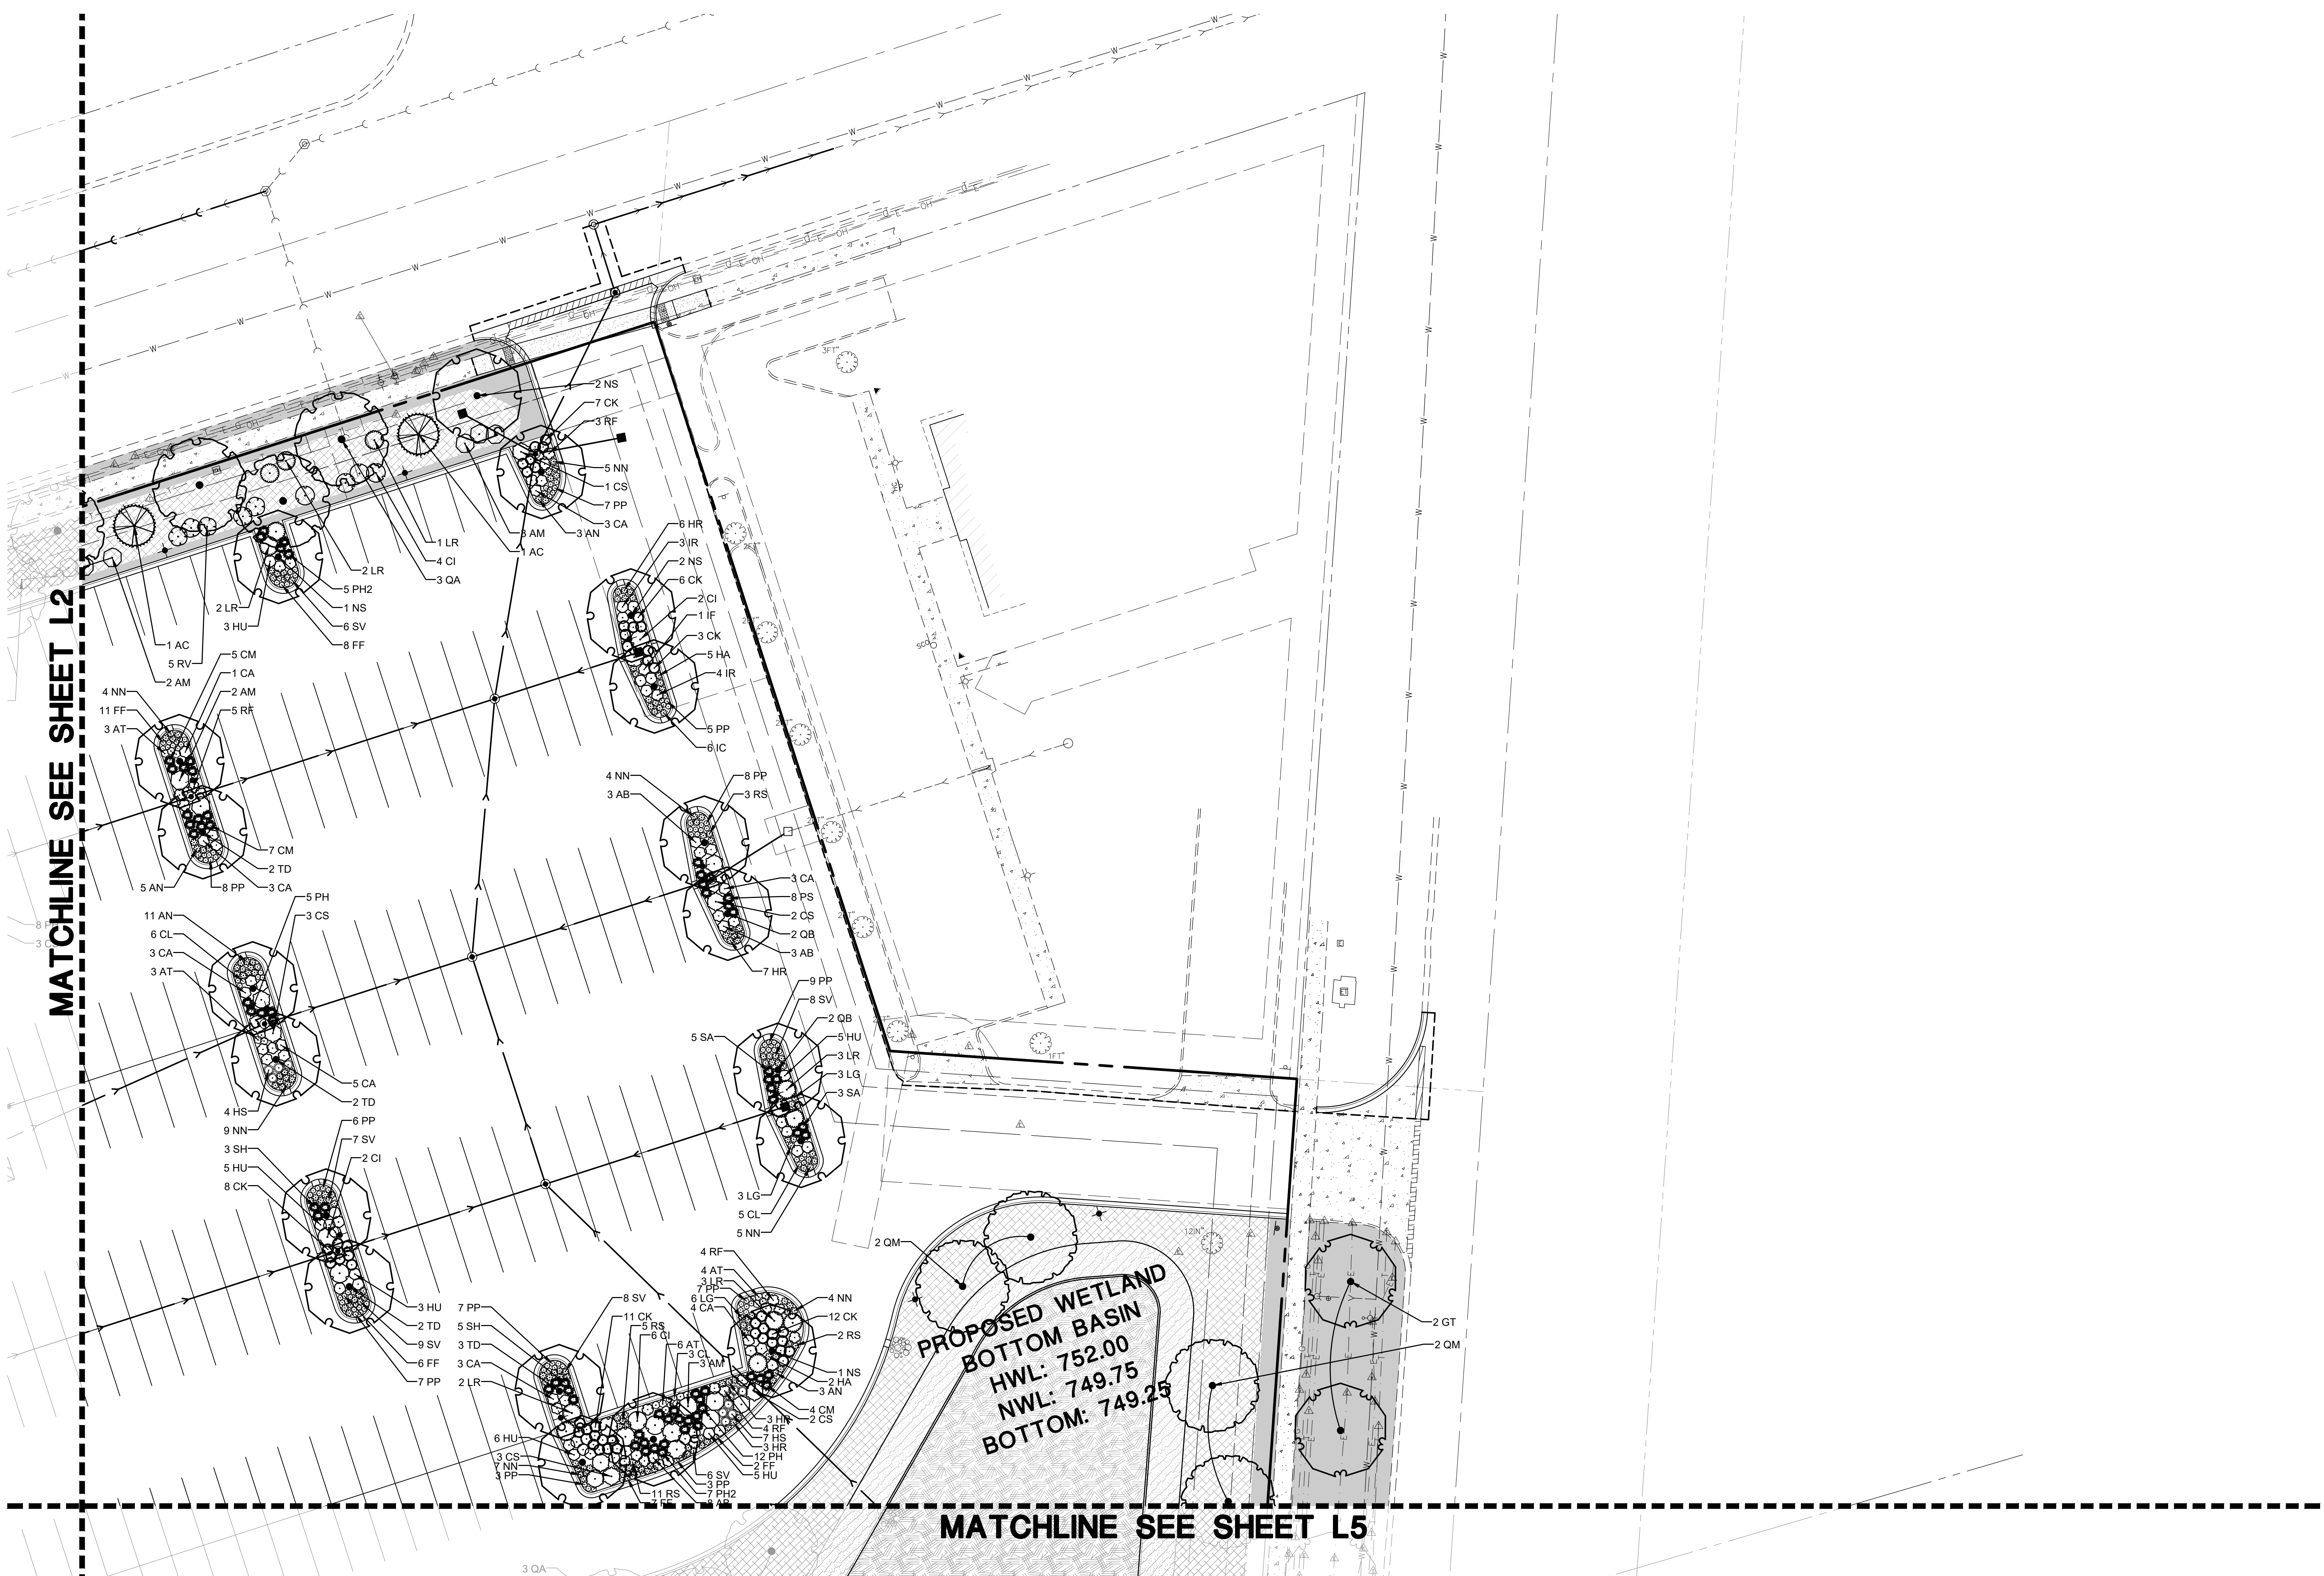 2 NS
7 CK
3 RF
5 NN
1 CS
7 PP
3 CA
3 AN
3 AM
1 AC
1 LR
4 CI
3 QA
2 LR
5 PH2
1 NS
6 SV
8 FF
2 LR
3 HU
1 AC
5 RV
2 AM
6 HR
3 IR
2 NS
6 CK
2 CI
1 IF
3 CK
5 HA
4 IR
5 PP
6 IC
5 CM
1 CA
2 AM
5 RF
4 NN
11 FF
3 AT
7 CM
2 TD
3 CA
8 PP
5 AN
4 NN
3 AB
8 PP
3 RS
3 CA
8 PS
2 CS
2 QB
3 AB
7 HR
5 PH
3 CS
11 AN
6 CL
3 CA
3 AT
5 CA
2 TD
4 HS
9 NN
9 PP
8 SV
2 QB
5 HU
3 LR
3 LG
3 SA
5 SA
3 LG
5 CL
5 NN
6 PP
7 SV
2 CI
3 SH
5 HU
8 CK
3 HU
2 TD
9 SV
6 FF
7 PP
7 PP
5 SH
3 TD
3 CA
2 LR
8 SV
11 CK
5 RS
6 CI
6 AT
3 CL
3 AM
4 RF
4 AT
3 LR
7 PP
6 LG
4 CA
4 NN
12 CK
2 RS
1 NS
2 HA
3 AN
4 CM
2 CS
3 HR
4 RF
7 HS
3 HR
12 PH
2 FF
5 HU
6 SV
3 PP
7 PH2
11 RS
6 HU
3 CS
7 NN
3 PP
2 QM
2 GT
2 QM
3FT"
1FT"
12IN"
PROPOSED WETLAND
BOTTOM BASIN
HWL: 752.00
NWL: 749.75
BOTTOM: 749.25
MATCHLINE SEE SHEET L2
MATCHLINE SEE SHEET L5
3 QA